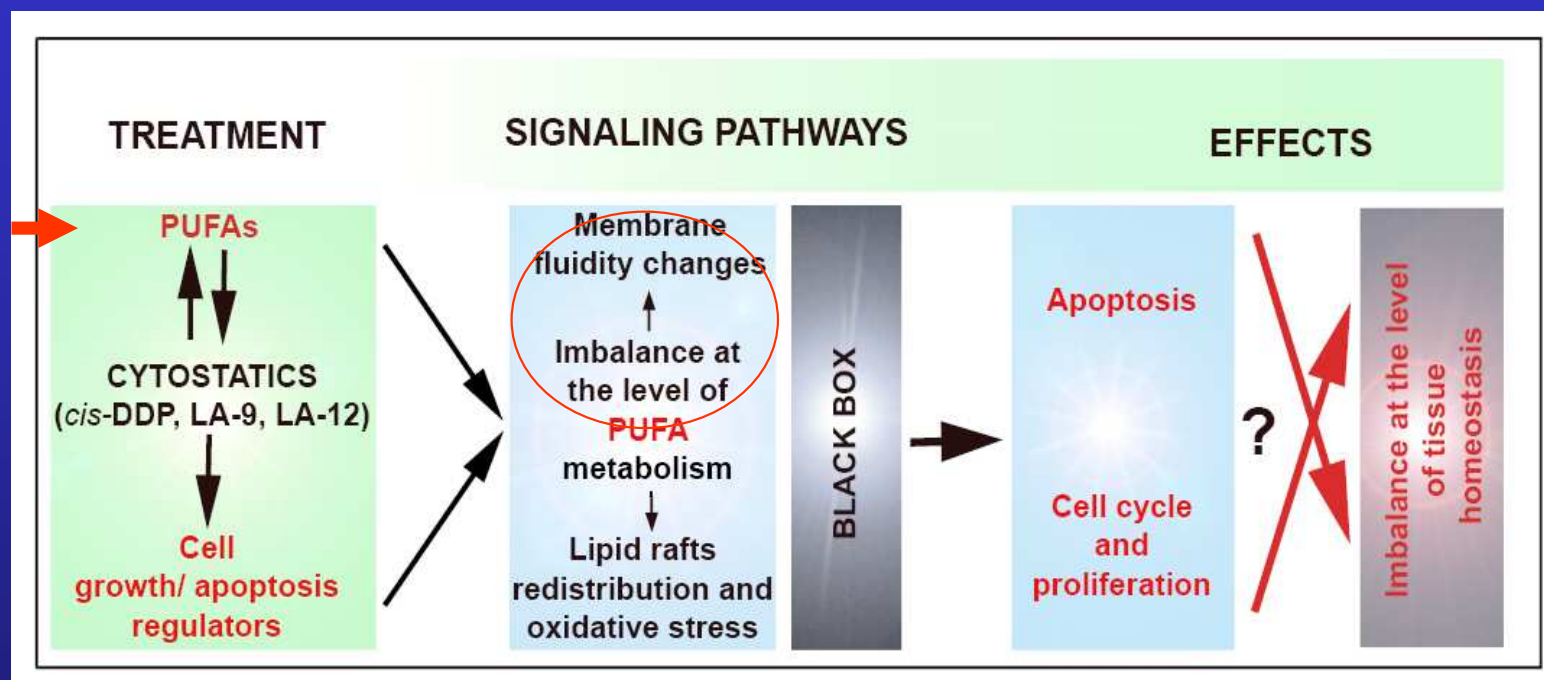 TREATMENT
SIGNALING PATHWAYS
EFFECTS
PUFAs
CYTOSTATICS
(cis-DDP, LA-9, LA-12)
Cell
growth/ apoptosis
regulators
Membrane
fluidity changes
Imbalance at
the level of
PUFA
metabolism
Lipid rafts
redistribution and
oxidative stress
BLACK BOX
Apoptosis
Cell cycle
and
proliferation
?
Imbalance at the level
of tissue
homeostasis